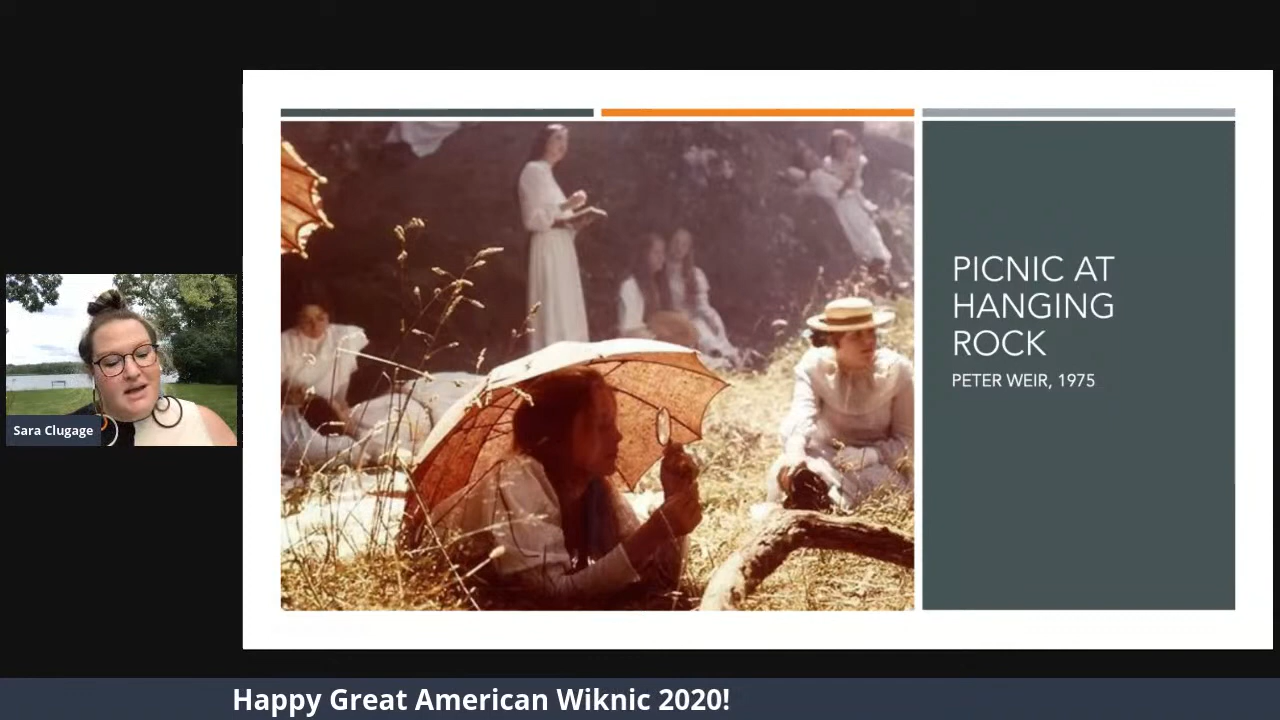 PICNIC AT
HANGING
ROCK
PETER WEIR, 1975
Sara Clugage
Happy Great American Wiknic 2020!